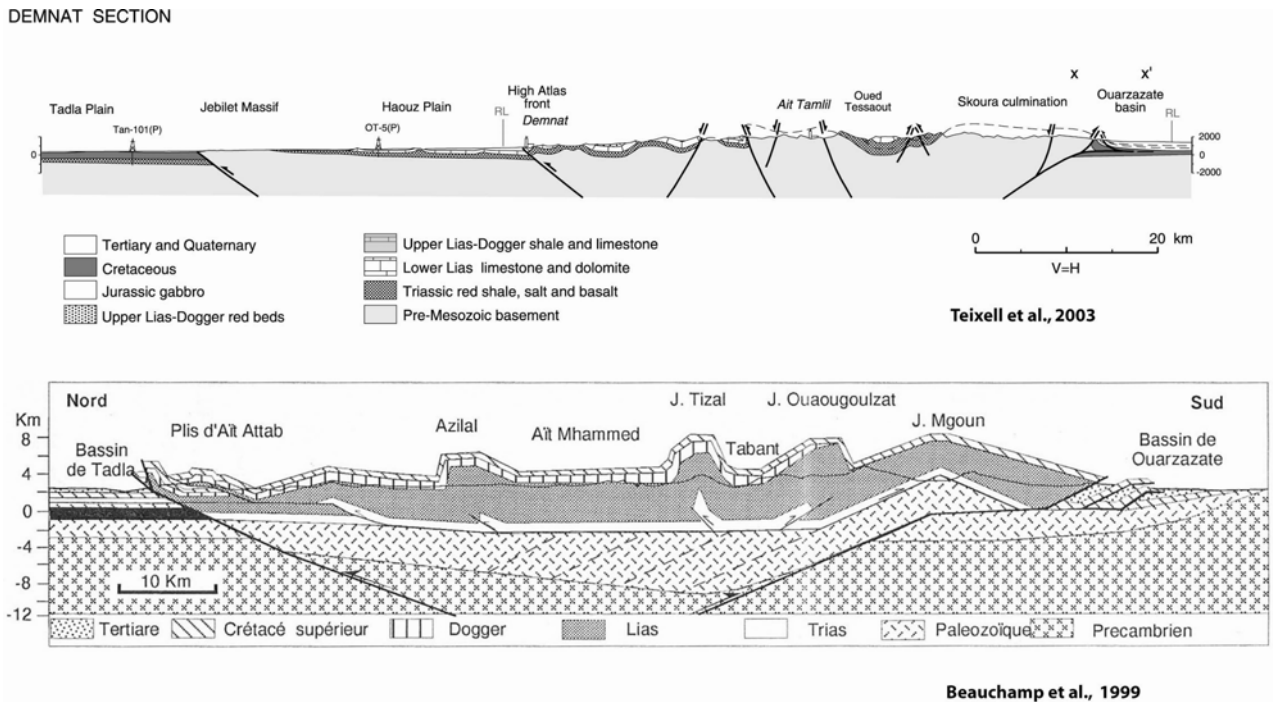 DEMNAT SECTION
x x'
High Atlas front Demnat
Oued Tessaout
Tadla Plain Jebilet Massif Haouz Plain RL Ait Tamlil Skoura culmination Ouarzazate basin RL
Tan-101(P) OT-5(P)
0
2000
0
-2000
Tertiary and Quaternary
Cretaceous
Jurassic gabbro
Upper Lias-Dogger red beds
Upper Lias-Dogger shale and limestone
Lower Lias limestone and dolomite
Triassic red shale, salt and basalt
Pre-Mesozoic basement
0 20 km
V=H
Teixell et al., 2003
Nord J. Tizal J. Ouaougoulzat Sud
Km
Plis d'Aït Attab Azilal Aït Mhammed Tabant J. Mgoun
Bassin de Tadla
Bassin de Ouarzazate
8
4
2
0
-4
-8
-12
10 Km
Tertiare Crétacé supérieur Dogger Lias Trias Paleozoïque Precambrien
Beauchamp et al., 1999